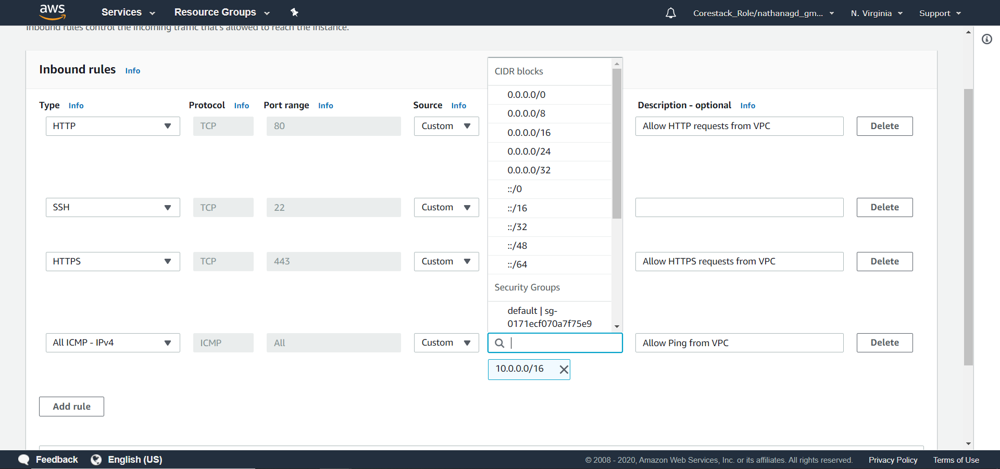 aws Services Resource Groups Corestack_Role/nathanagd_gm... N. Virginia Support
Inbound rules control the incoming traffic that's allowed to reach the instance.
Inbound rules Info
Type Info Protocol Info Port range Info Source Info Description - optional Info
HTTP TCP 80 Custom Allow HTTP requests from VPC Delete
CIDR blocks
0.0.0.0/0
0.0.0.0/8
0.0.0.0/16
0.0.0.0/24
0.0.0.0/32
::/0
::/16
::/32
::/48
::/64
Security Groups
default | sg-
0171ecf070a7f75e9
SSH TCP 22 Custom Delete
HTTPS TCP 443 Custom Allow HTTPS requests from VPC Delete
All ICMP - IPv4 ICMP All Custom Allow Ping from VPC Delete
10.0.0.0/16
Add rule
Feedback English (US) © 2008 - 2020, Amazon Web Services, Inc. or its affiliates. All rights reserved. Privacy Policy Terms of Use